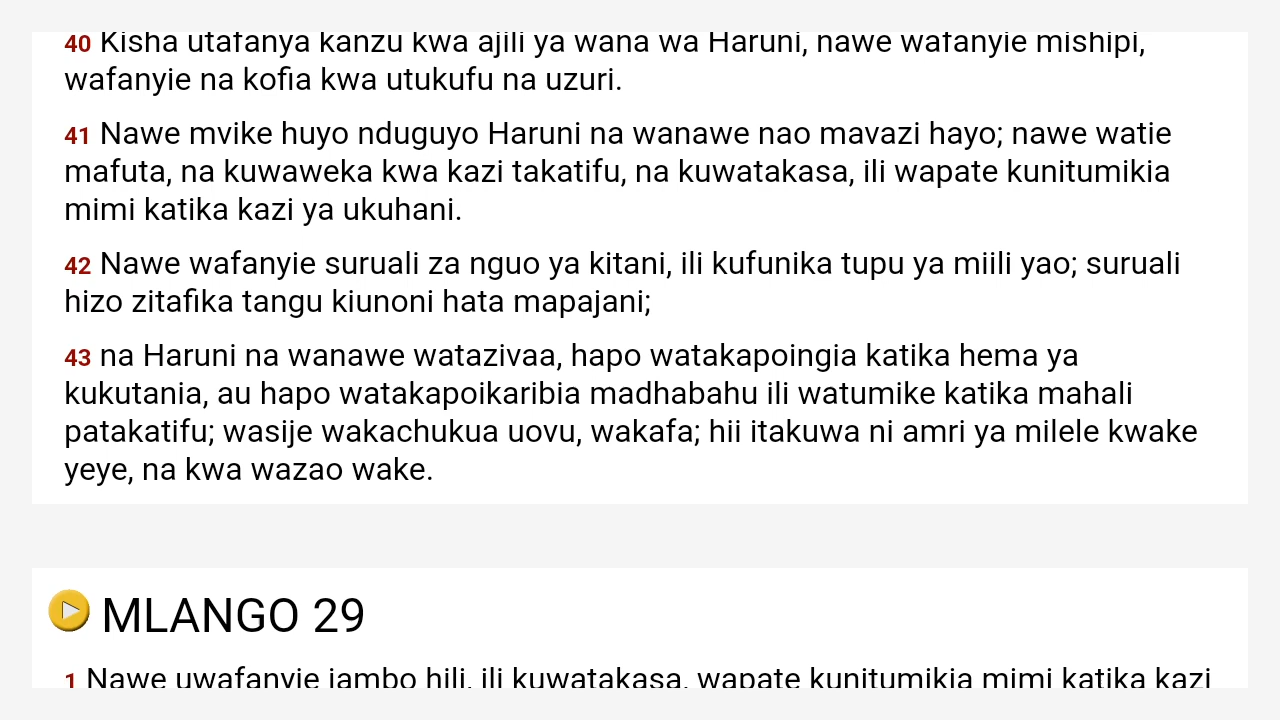 40 Kisha utafanya kanzu kwa ajili ya wana wa Haruni, nawe wafanyie mishipi,
wafanyie na kofia kwa utukufu na uzuri.
41 Nawe mvike huyo nduguyo Haruni na wanawe nao mavazi hayo; nawe watie
mafuta, na kuwaweka kwa kazi takatifu, na kuwatakasa, ili wapate kunitumikia
mimi katika kazi ya ukuhani.
42 Nawe wafanyie suruali za nguo ya kitani, ili kufunika tupu ya miili yao; suruali
hizo zitafika tangu kiunoni hata mapajani;
43 na Haruni na wanawe watazivaa, hapo watakapoingia katika hema ya
kukutania, au hapo watakapoikaribia madhabahu ili watumike katika mahali
patakatifu; wasije wakachukua uovu, wakafa; hii itakuwa ni amri ya milele kwake
yeye, na kwa wazao wake.
MLANGO 29
1 Nawe uwafanyie jambo hili, ili kuwatakasa, wapate kunitumikia mimi katika kazi